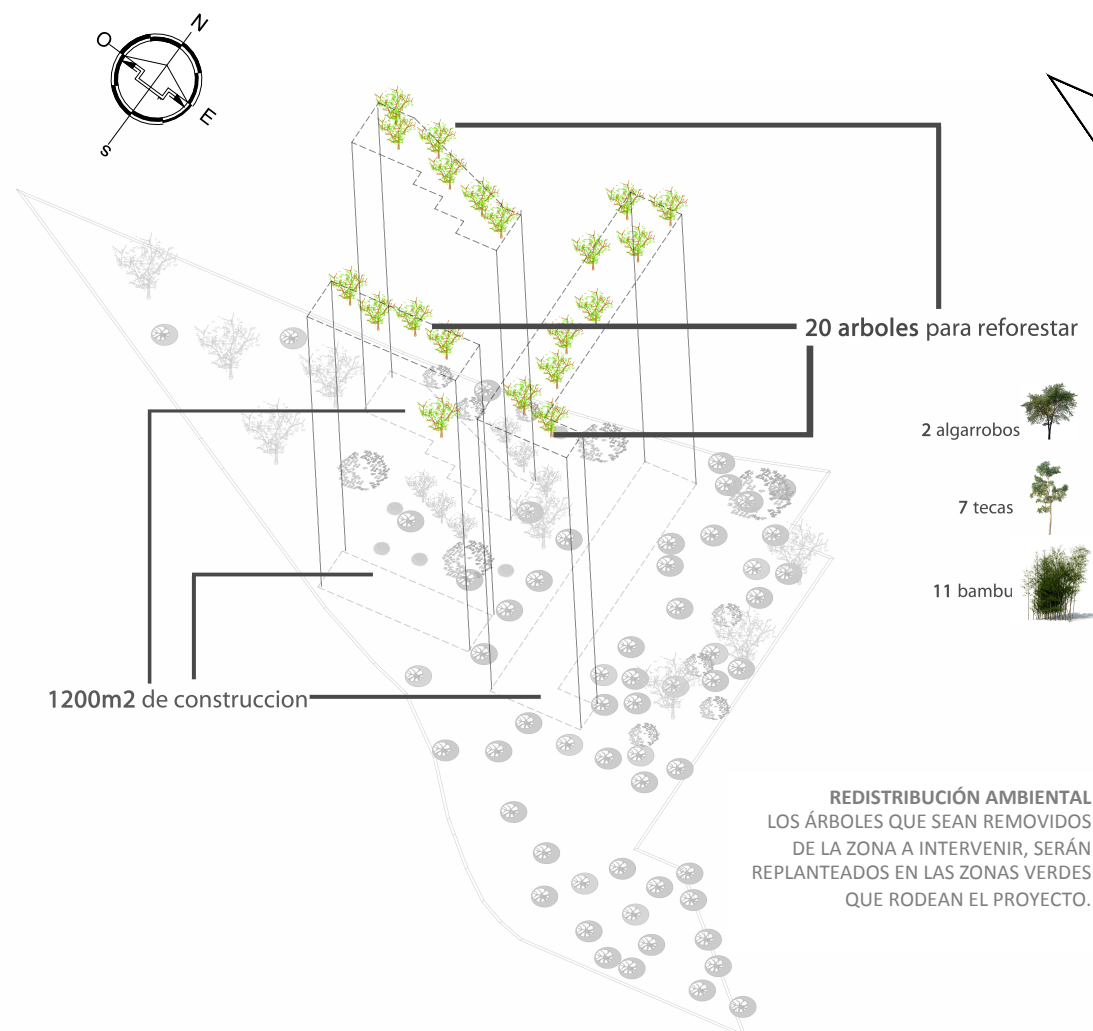 N
O
E
s
20 arboles para reforestar
2 algarrobos
7 tecas
11 bambu
1200m2 de construccion
REDISTRIBUCIÓN AMBIENTAL
LOS ÁRBOLES QUE SEAN REMOVIDOS
DE LA ZONA A INTERVENIR, SERÁN
REPLANTEADOS EN LAS ZONAS VERDES
QUE RODEAN EL PROYECTO.